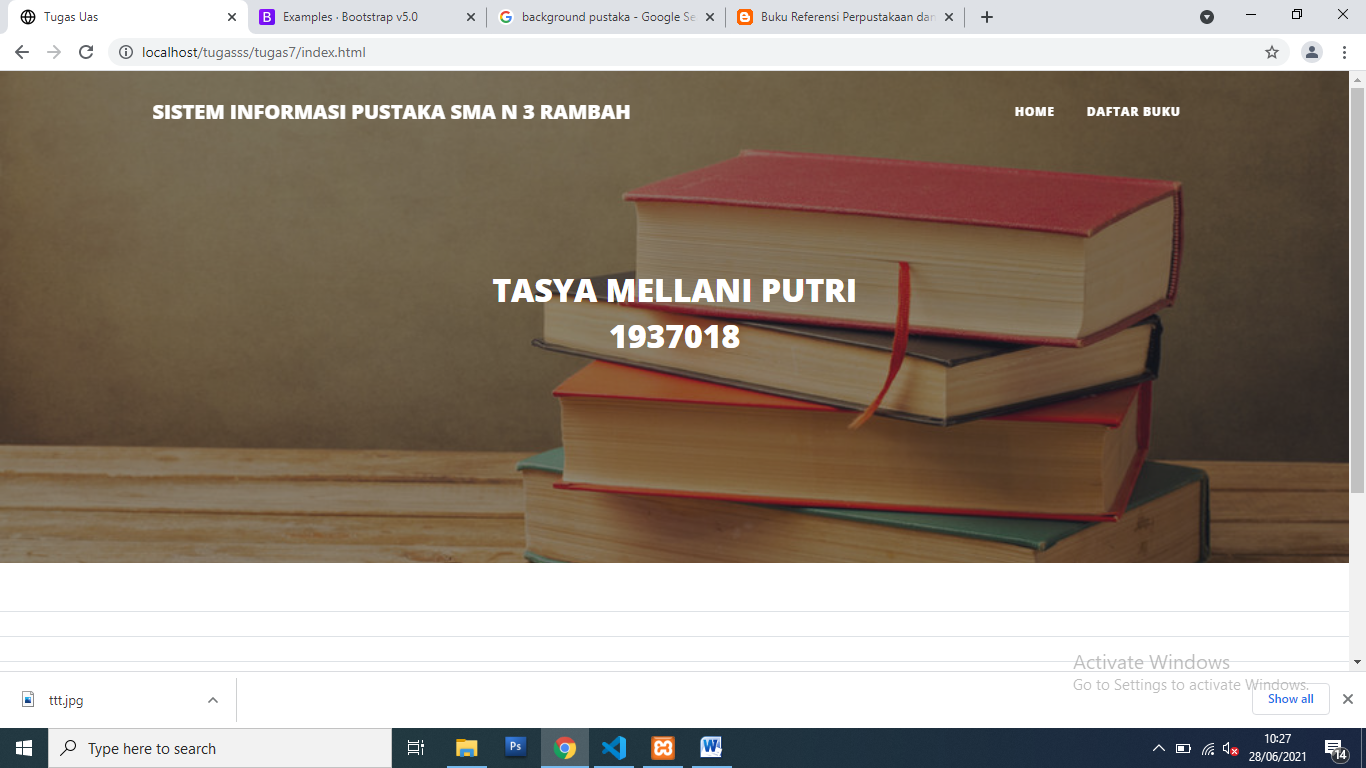 Tugas Uas
Examples · Bootstrap v5.0
background pustaka - Google Se
Buku Referensi Perpustakaan dan
localhost/tugasss/tugas7/index.html
SISTEM INFORMASI PUSTAKA SMA N 3 RAMBAH
HOME
DAFTAR BUKU
TASYA MELLANI PUTRI
1937018
Activate Windows
Go to Settings to activate Windows.
ttt.jpg
Show all
Type here to search
Ps
10:27
28/06/2021
14